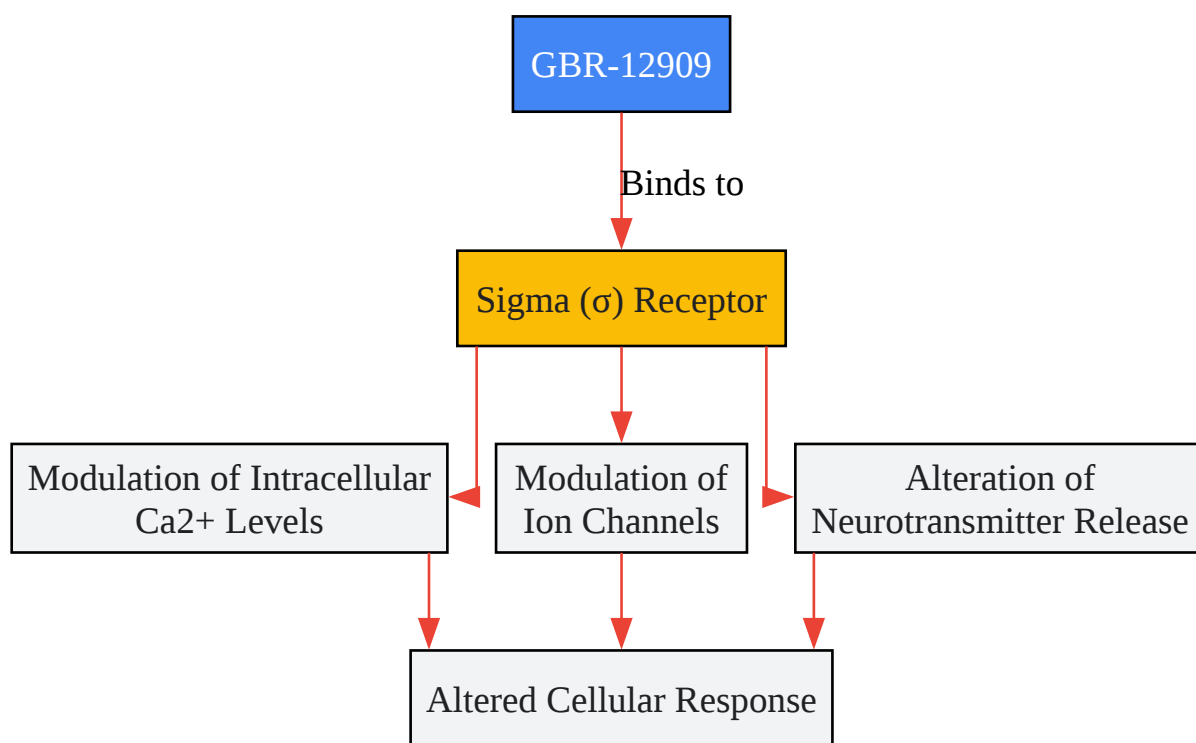 GBR-12909
Binds to
Sigma (σ) Receptor
Modulation of Intracellular
Ca2+ Levels
Modulation of
Ion Channels
Alteration of
Neurotransmitter Release
Altered Cellular Response